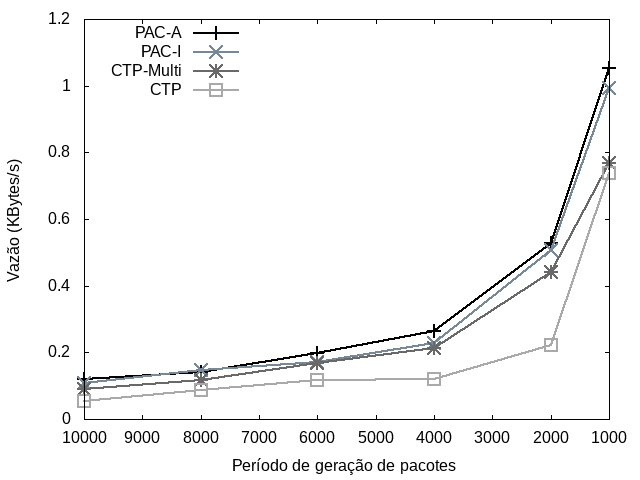 1.2
1
0.8
0.6
0.4
0.2
0
PAC-A
PAC-I
CTP-Multi
CTP
Vazão (KBytes/s)
10000 9000 8000 7000 6000 5000 4000 3000 2000 1000
Período de geração de pacotes